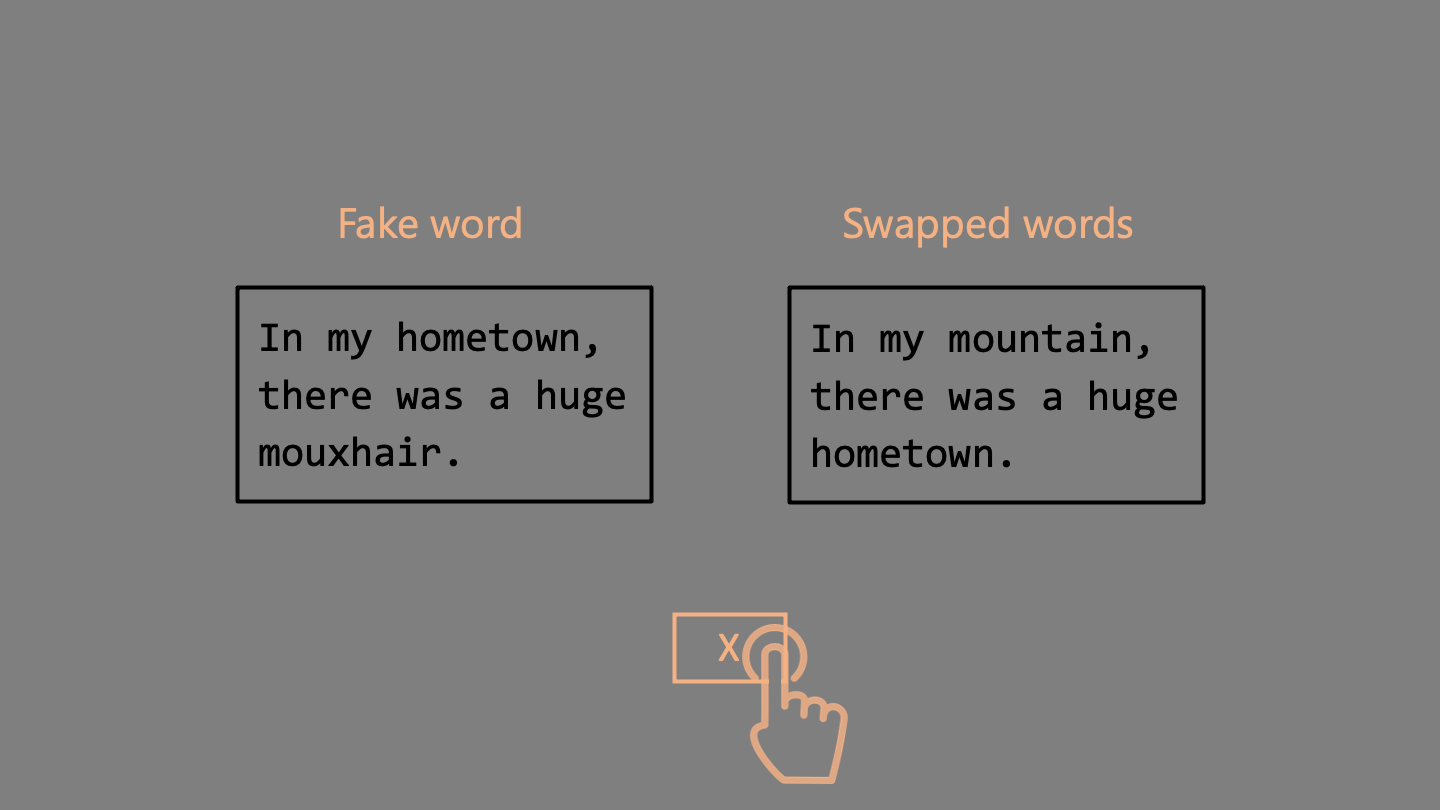 Fake word
In my hometown,
there was a huge
mouxhair.
Swapped words
In my mountain,
there was a huge
hometown.
X